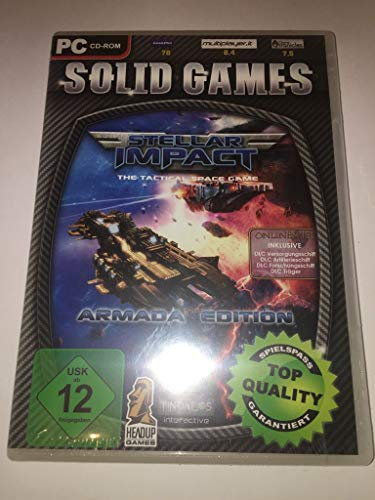 PC CD-ROM
78
multiplayer.it
8.4
7,5
SOLID GAMES
STELLAR
IMPACT
THE TACTICAL SPACE GAME
INKLUSIVE
DLC Versorgungsschiff
DLC Artillerieschiff
DLC Forschungsschiff
DLC Träger
ARMADA EDITION
USK
ab
12
freigegeben
HEADUP
GAMES
TINDALOS
interactive
SPIELSPASS
TOP
QUALITY
GARANTIERT